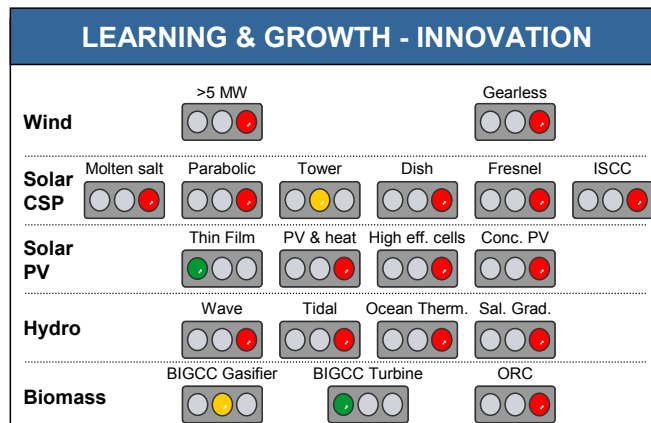 LEARNING & GROWTH - INNOVATION
>5 MW Gearless
Wind
Molten salt Parabolic Tower Dish Fresnel ISCC
Solar
CSP
Thin Film PV & heat High eff. cells Conc. PV
Solar
PV
Wave Tidal Ocean Therm. Sal. Grad.
Hydro
BIGCC Gasifier BIGCC Turbine ORC
Biomass